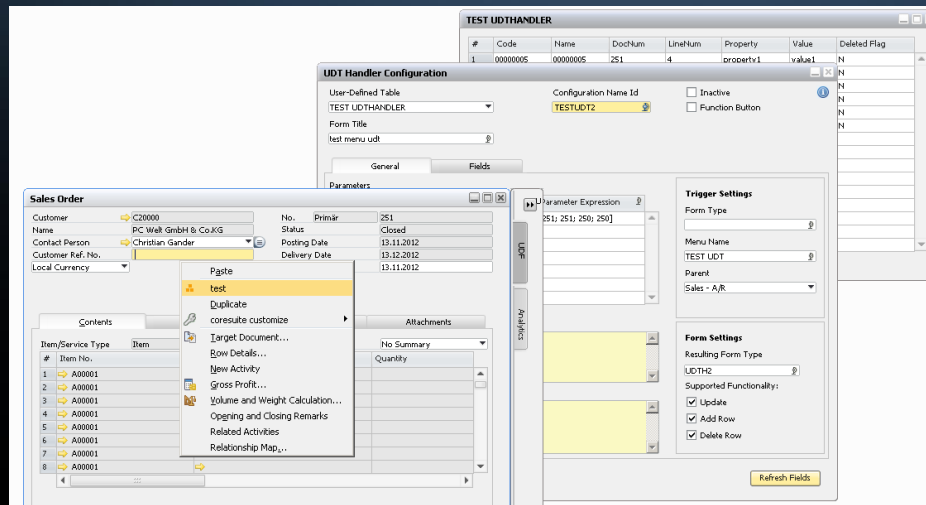 TEST UDTHANDLER
# Code Name DocNum LineNum Property Value Deleted Flag
1 00000005 00000005 251 4 property1 value1 N
N
N
N
N
N
UDT Handler Configuration
User-Defined Table
TEST UDTHANDLER
Configuration Name Id
TESTUDT2
Inactive
Function Button
Form Title
test menu udt
General Fields
Parameters
Parameter Expression
251; 251; 250; 250]
Trigger Settings
Form Type
Menu Name
TEST UDT
Parent
Sales - A/R
Form Settings
Resulting Form Type
UDTH2
Supported Functionality:
Update
Add Row
Delete Row
Refresh Fields
Sales Order
Customer C20000 No. Primär 251
Name PC Welt GmbH & Co.KG Status Closed
Contact Person Christian Gander Posting Date 13.11.2012
Customer Ref. No. Delivery Date 13.12.2012
Local Currency 13.11.2012
Contents Attachments
Item/Service Type Item No Summary
# Item No. Quantity
1 A00001
2 A00001
3 A00001
4 A00001
5 A00001
6 A00001
7 A00001
8 A00001
Paste
test
Duplicate
coresuite customize
Target Document...
Row Details...
New Activity
Gross Profit...
Volume and Weight Calculation...
Opening and Closing Remarks
Related Activities
Relationship Map...
UDF
Analytics